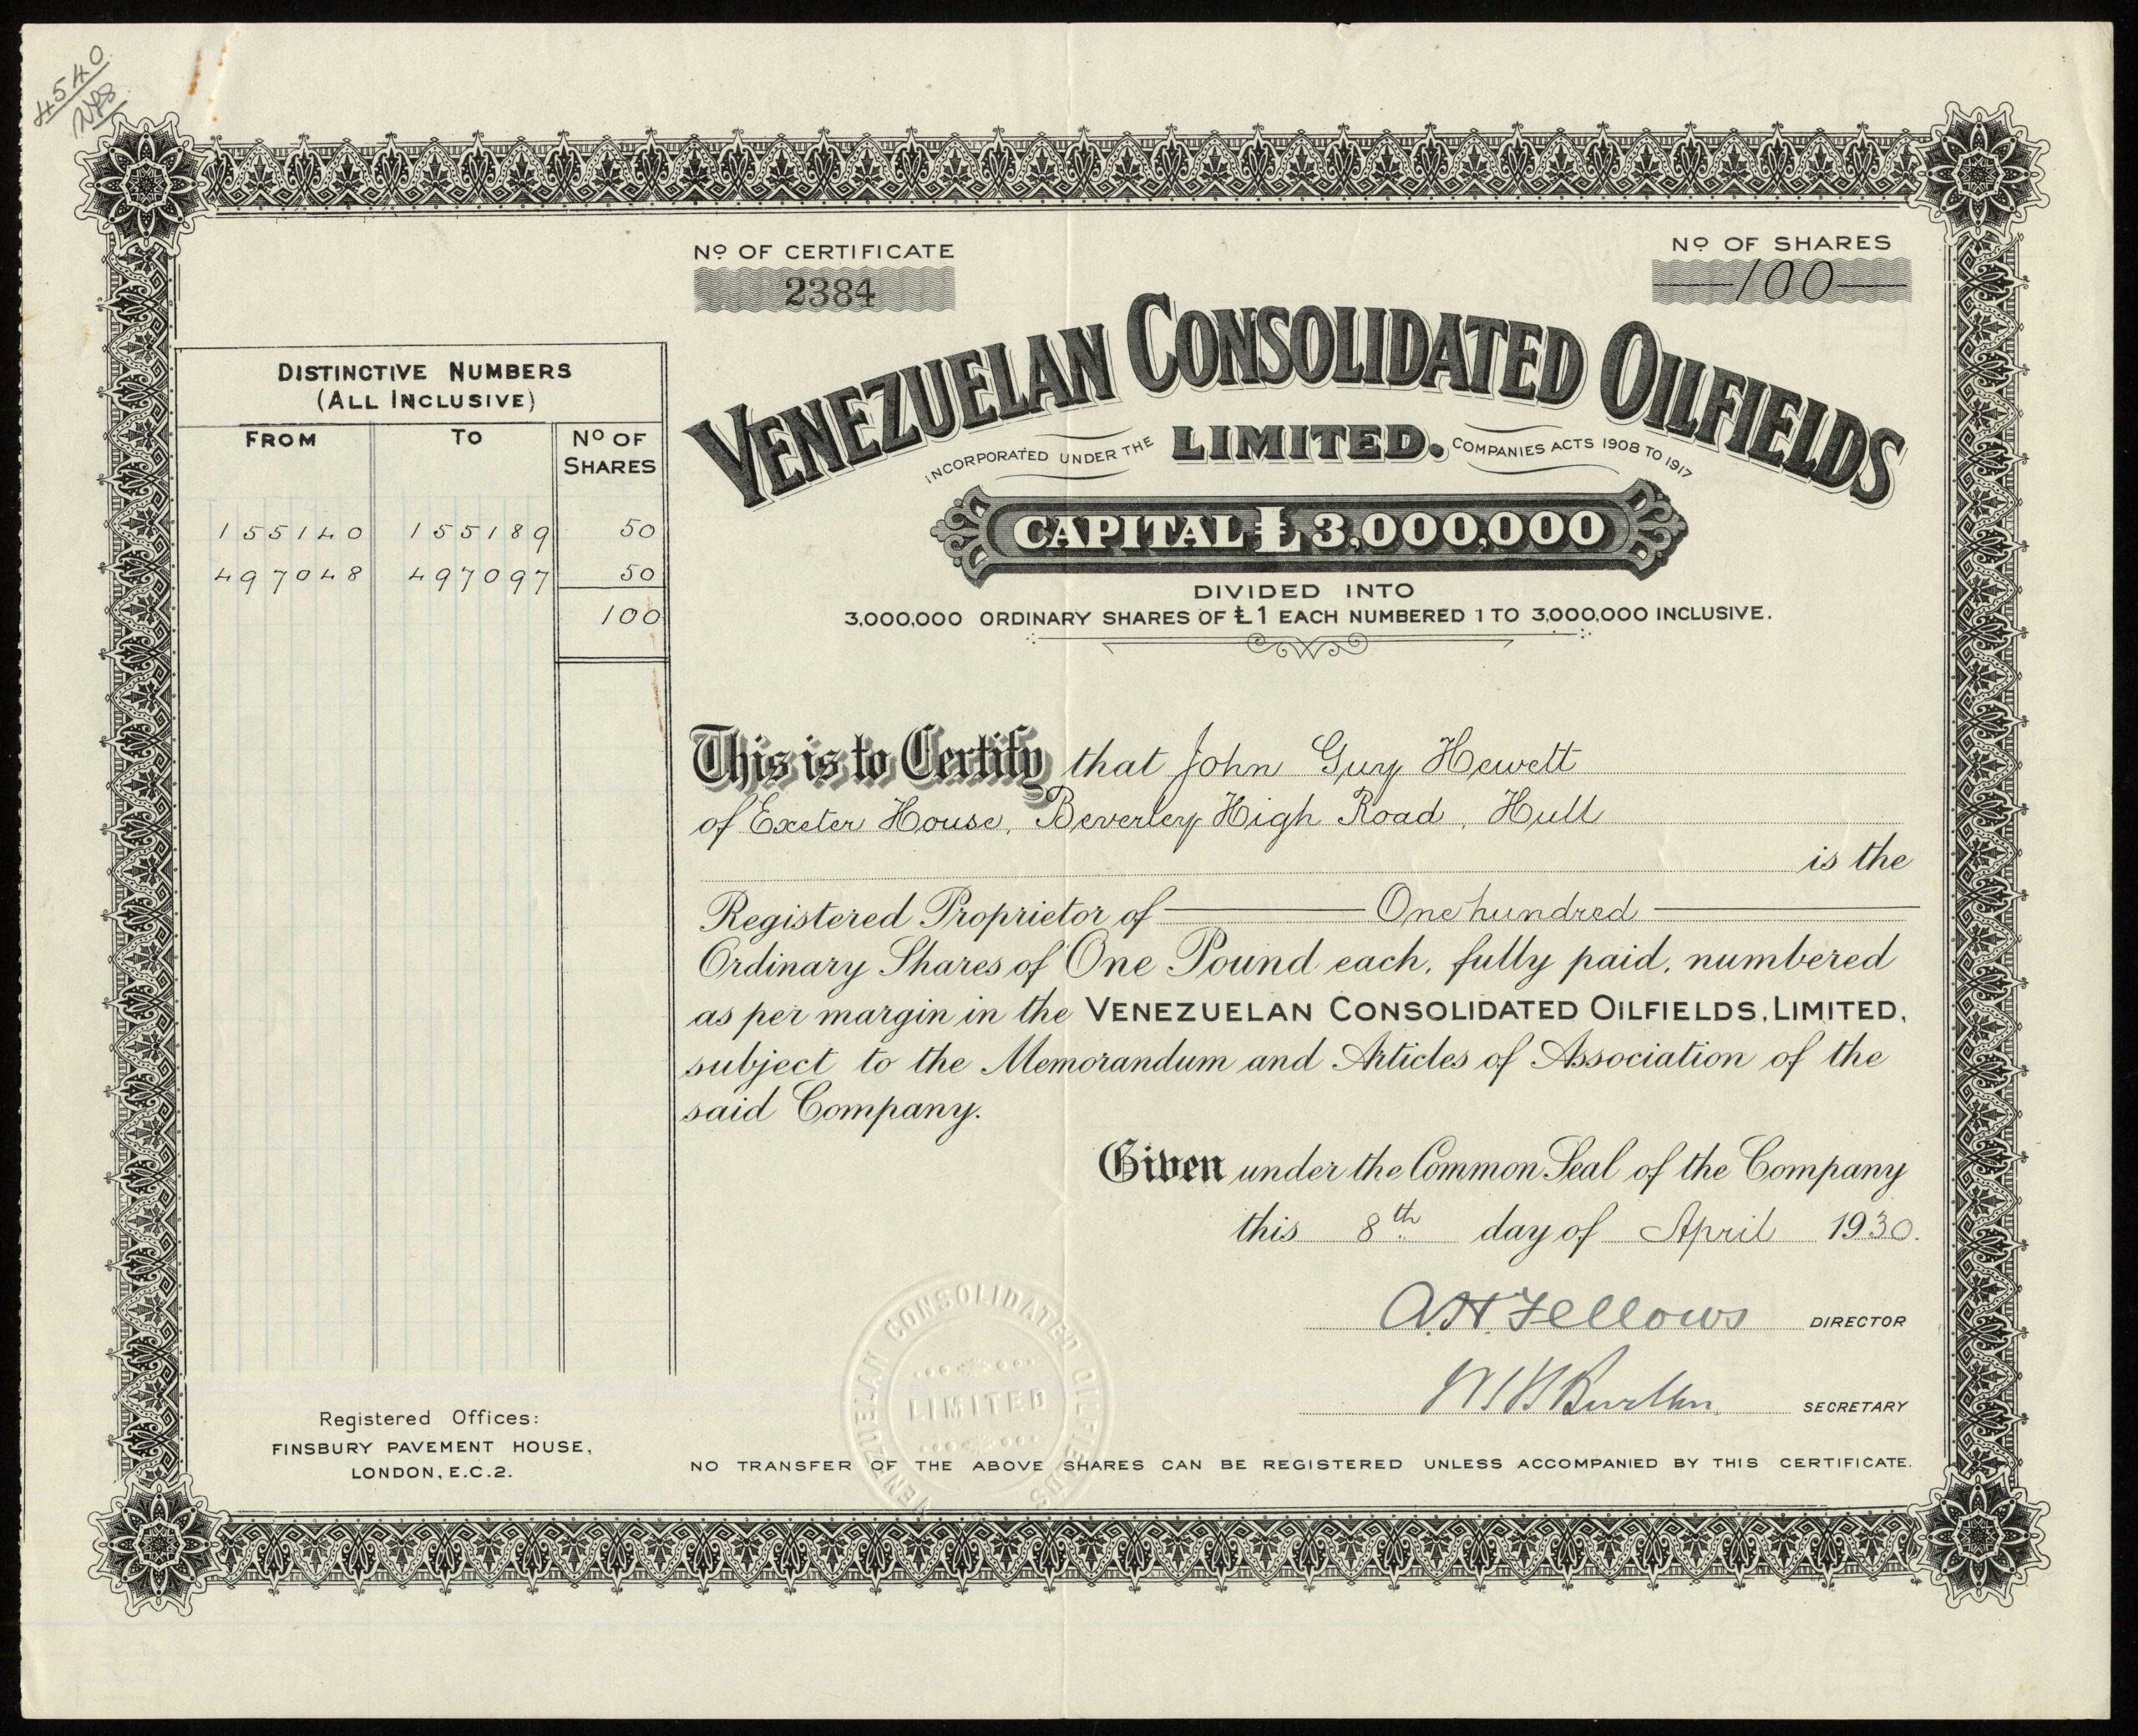 4540
Nº OF CERTIFICATE
2384
Nº OF SHARES
100
VENEZUELAN CONSOLIDATED OILFIELDS
LIMITED.
INCORPORATED UNDER THE COMPANIES ACTS 1908 TO 1917
CAPITAL £3,000,000
DIVIDED INTO
3,000,000 ORDINARY SHARES OF £1 EACH NUMBERED 1 TO 3,000,000 INCLUSIVE.
DISTINCTIVE NUMBERS
(ALL INCLUSIVE)
FROM TO Nº OF SHARES
155140 155189 50
497048 497097 50
100
This is to Certify that John Guy Hewett
of Exeter House, Beverley High Road, Hull
is the
Registered Proprietor of One hundred
Ordinary Shares of One Pound each, fully paid, numbered
as per margin in the VENEZUELAN CONSOLIDATED OILFIELDS, LIMITED,
subject to the Memorandum and Articles of Association of the
said Company.
Given under the Common Seal of the Company
this 8th day of April 1930.
A.H. Fellows DIRECTOR
SECRETARY
VENEZUELAN CONSOLIDATED OILFIELDS
LIMITED
Registered Offices:
FINSBURY PAVEMENT HOUSE,
LONDON, E.C.2.
NO TRANSFER OF THE ABOVE SHARES CAN BE REGISTERED UNLESS ACCOMPANIED BY THIS CERTIFICATE.